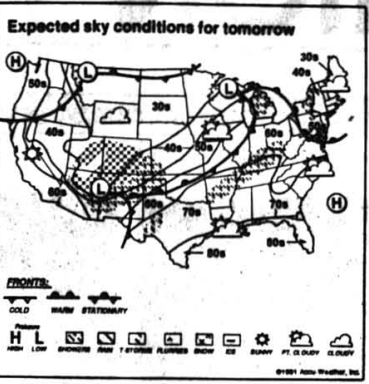 Expected sky conditions for tomorrow
H
L
30s
40s
50s
L
30s
60s
40s
40s
50s
60s
L
60s
70s
70s
H
80s
80s
FRONTS:
COLD WARM STATIONARY
Pressure
H L
HIGH LOW SHOWERS RAIN T-STORMS FLURRIES SNOW ICE SUNNY PT. CLOUDY CLOUDY
©1991 Accu-Weather, Inc.